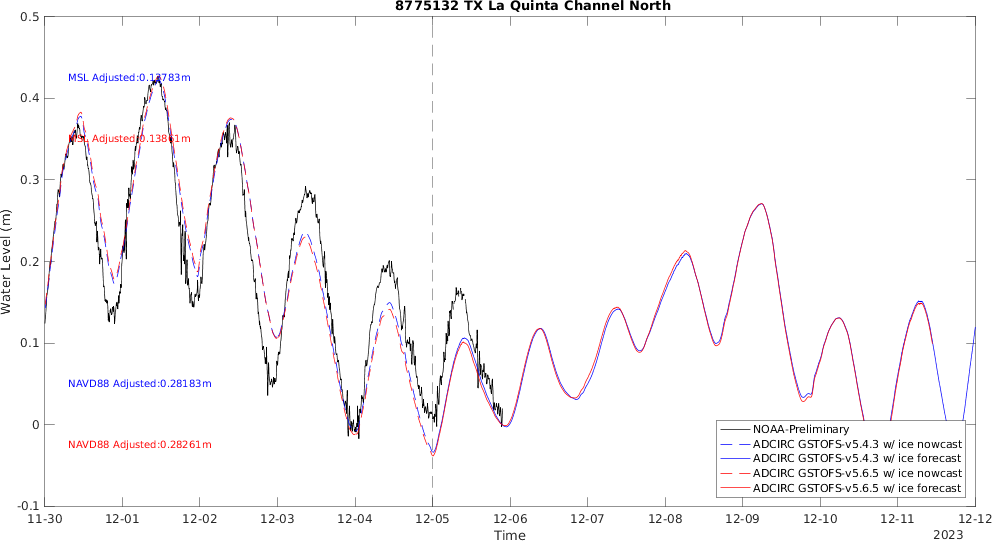 8775132 TX La Quinta Channel North
0.5
0.4
0.3
0.2
0.1
0
-0.1
Water Level (m)
MSL Adjusted:0.13783m
MSL Adjusted:0.13861m
NAVD88 Adjusted:0.28183m
NAVD88 Adjusted:0.28261m
NOAA-Preliminary
ADCIRC GSTOFS-v5.4.3 w/ ice nowcast
ADCIRC GSTOFS-v5.4.3 w/ ice forecast
ADCIRC GSTOFS-v5.6.5 w/ ice nowcast
ADCIRC GSTOFS-v5.6.5 w/ ice forecast
11-30 12-01 12-02 12-03 12-04 12-05 12-06 12-07 12-08 12-09 12-10 12-11 12-12
Time
2023